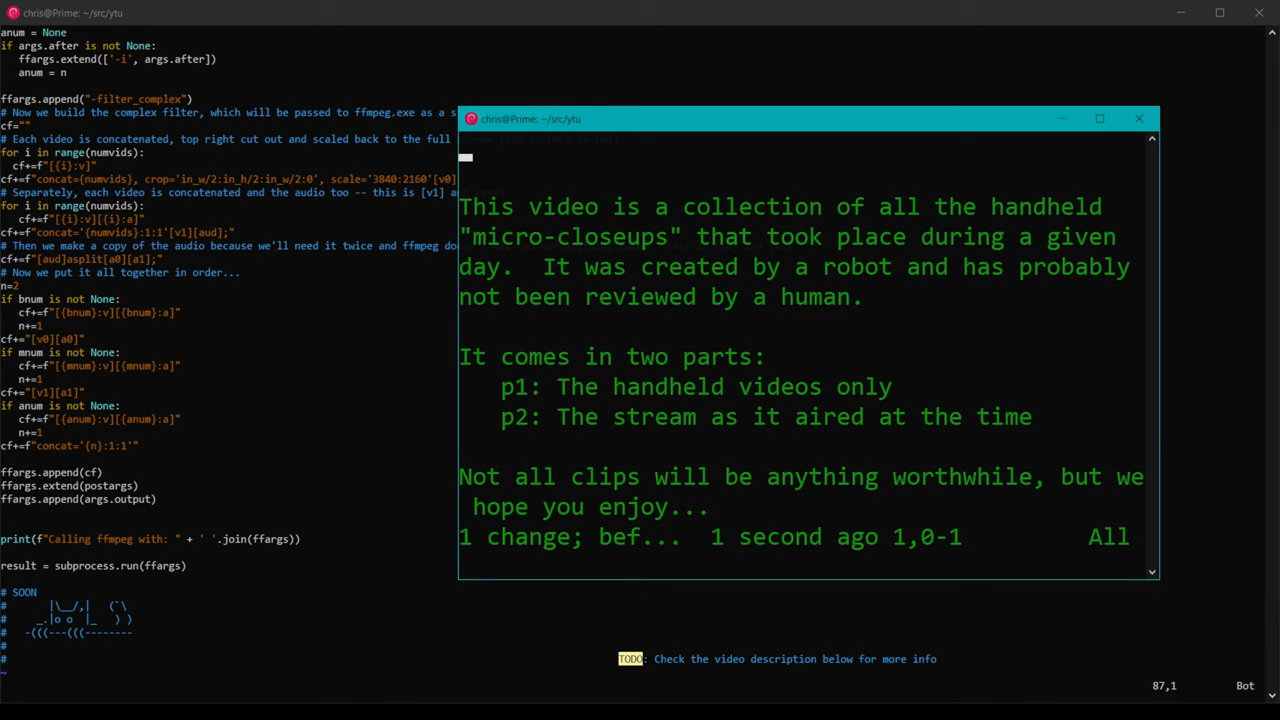 chris@Prime: ~/src/ytu
anum = None
if args.after is not None:
   ffargs.extend(['-i', args.after])
   anum = n
ffargs.append("-filter_complex")
# Now we build the complex filter, which will be passed to ffmpeg.exe as a s
cf=""
# Each video is concatenated, top right cut out and scaled back to the full
for i in range(numvids):
  cf+=f"[{i}:v]"
cf+=f"concat={numvids}, crop='in_w/2:in_h/2:in_w/2:0', scale='3840:2160'[v0]
# Separately, each video is concatenated and the audio too -- this is [v1] a
for i in range(numvids):
   cf+=f"[{i}:v][{i}:a]"
cf+=f"concat='{numvids}:1:1'[v1][aud];"
# Then we make a copy of the audio because we'll need it twice and ffmpeg do
cf+=f"[aud]asplit[a0][a1];"
# Now we put it all together in order...
n=2
if bnum is not None:
   cf+=f"[{bnum}:v][{bnum}:a]"
   n+=1
cf+="[v0][a0]"
if mnum is not None:
   cf+=f"[{mnum}:v][{mnum}:a]"
   n+=1
cf+="[v1][a1]"
if anum is not None:
   cf+=f"[{anum}:v][{anum}:a]"
   n+=1
cf+=f"concat='{n}:1:1'"
ffargs.append(cf)
ffargs.extend(postargs)
ffargs.append(args.output)
print(f"Calling ffmpeg with: " + ' '.join(ffargs))
result = subprocess.run(ffargs)
# SOON
#      |\__/,|   (`\
#    _.|o o  |_   ) )
#  -(((---(((--------
#
#
~
chris@Prime: ~/src/ytu
This video is a collection of all the handheld
"micro-closeups" that took place during a given
day.  It was created by a robot and has probably
not been reviewed by a human.
It comes in two parts:
   p1: The handheld videos only
   p2: The stream as it aired at the time
Not all clips will be anything worthwhile, but we
 hope you enjoy...
1 change; bef...  1 second ago 1,0-1         All
TODO: Check the video description below for more info
87,1 Bot